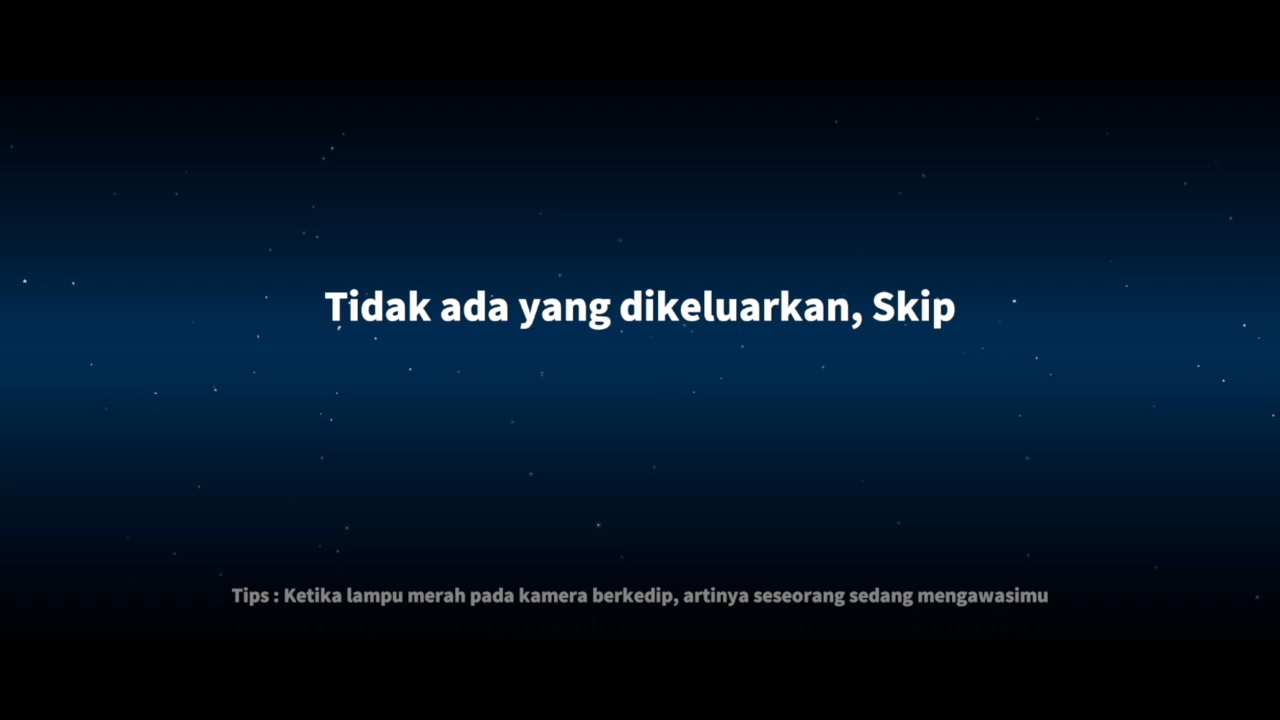 Tidak ada yang dikeluarkan, Skip
Tips : Ketika lampu merah pada kamera berkedip, artinya seseorang sedang mengawasimu